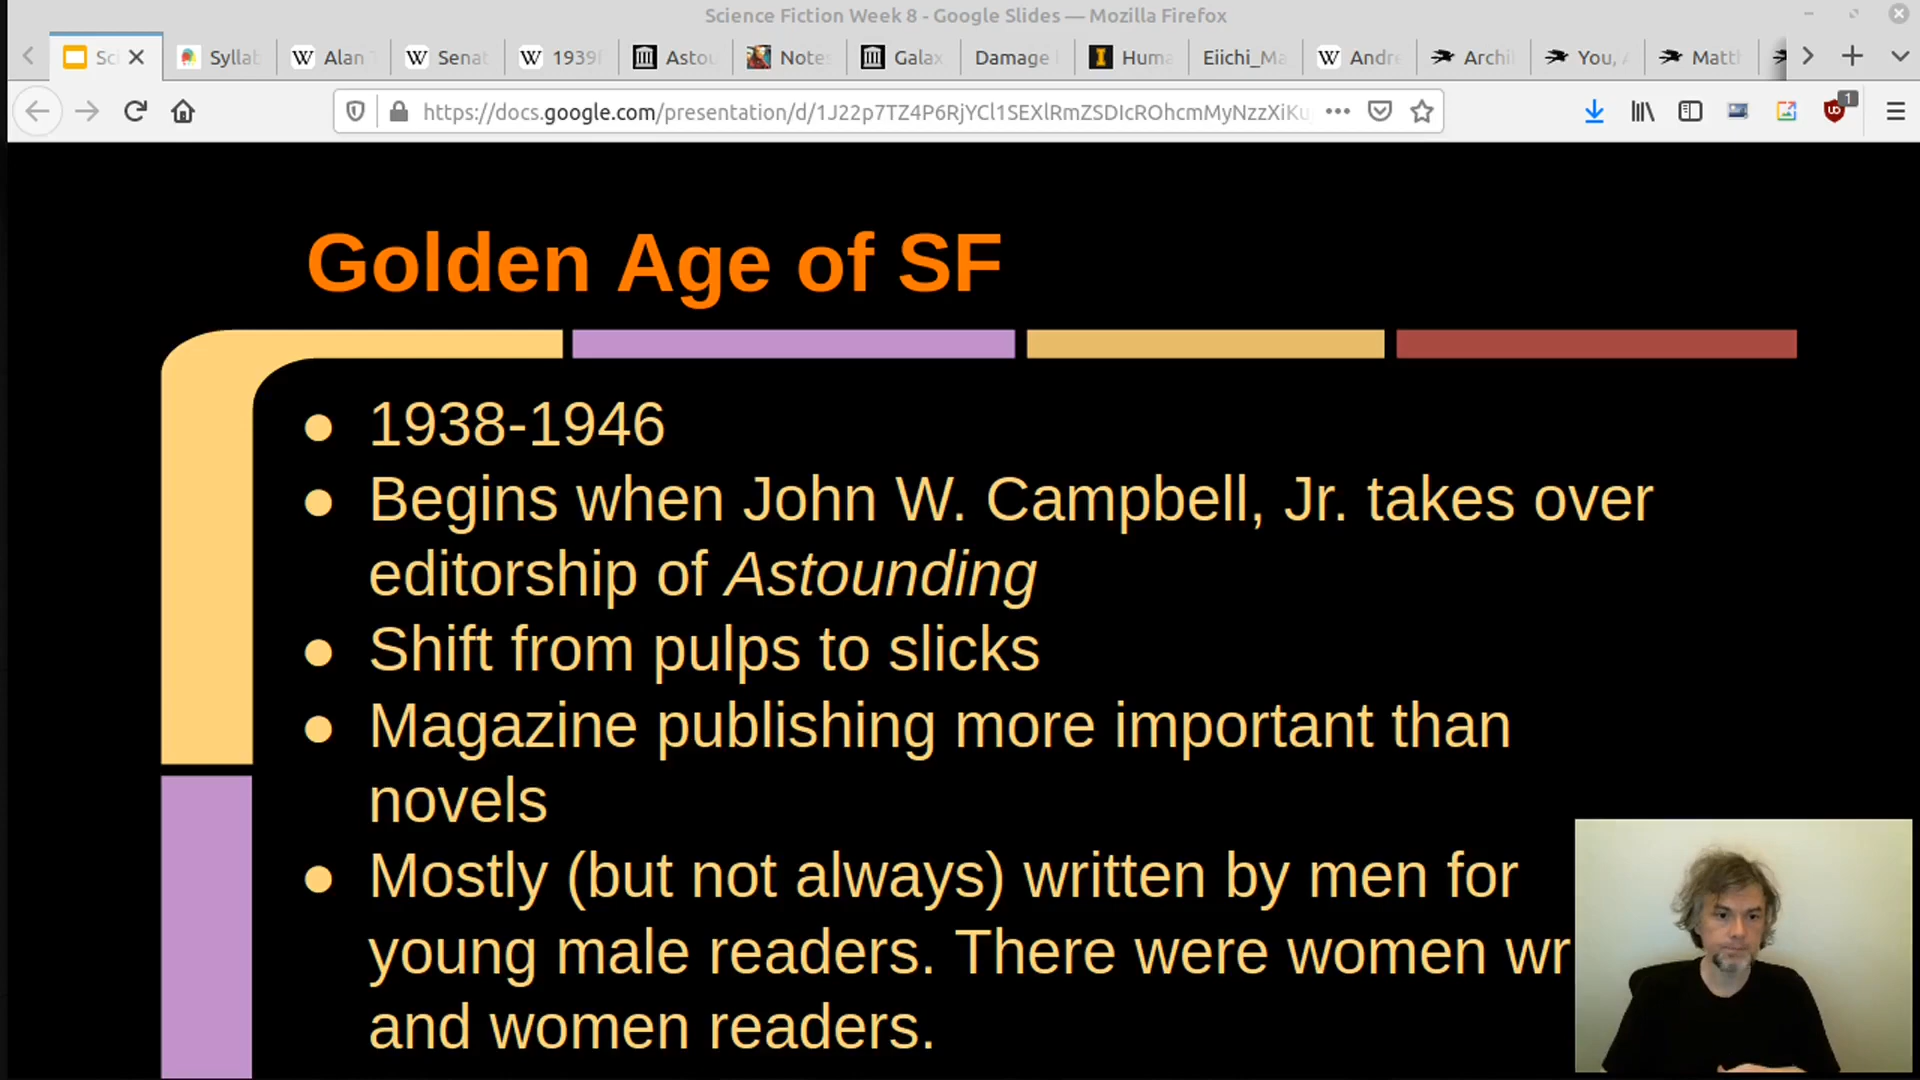 Science Fiction Week 8 - Google Slides — Mozilla Firefox
Sci
Syllab
Alan
Senat
1939
Astou
Notes
Galax
Damage
Huma
Eiichi_Ma
Andre
Archi
You,
Matth
https://docs.google.com/presentation/d/1J22p7TZ4P6RjYCl1SEXlRmZSDIcROhcmMyNzzXiKu
1
Golden Age of SF
● 1938-1946
● Begins when John W. Campbell, Jr. takes over
editorship of Astounding
● Shift from pulps to slicks
● Magazine publishing more important than
novels
● Mostly (but not always) written by men for
young male readers. There were women wr
and women readers.